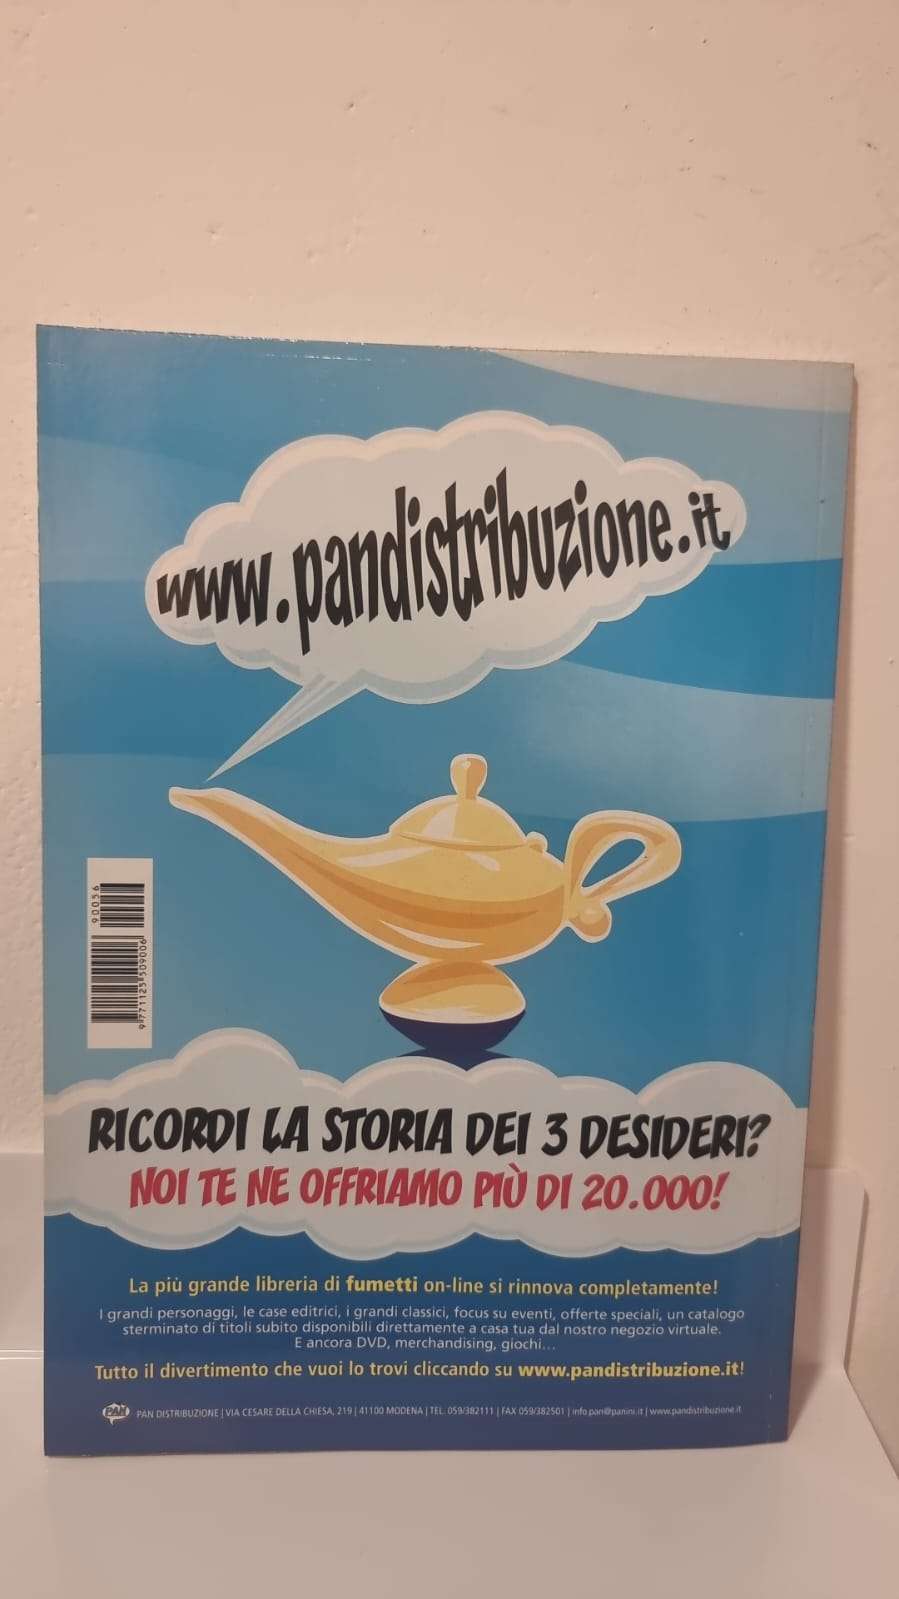 www.pandistribuzione.it
90056
9771125509006
RICORDI LA STORIA DEI 3 DESIDERI?
NOI TE NE OFFRIAMO PIÙ DI 20.000!
La più grande libreria di fumetti on-line si rinnova completamente!
I grandi personaggi, le case editrici, i grandi classici, focus su eventi, offerte speciali, un catalogo
sterminato di titoli subito disponibili direttamente a casa tua dal nostro negozio virtuale.
E ancora DVD, merchandising, giochi...
Tutto il divertimento che vuoi lo trovi cliccando su www.pandistribuzione.it!
PAN PAN DISTRIBUZIONE | VIA CESARE DELLA CHIESA, 219 | 41100 MODENA | TEL. 059/382111 | FAX 059/382501 | info.pan@panini.it | www.pandistribuzione.it